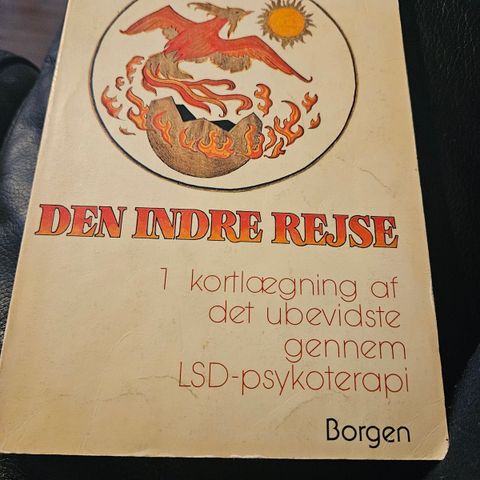 DEN INDRE REJSE
1 kortlægning af
det ubevidste
gennem
LSD-psykoterapi
Borgen